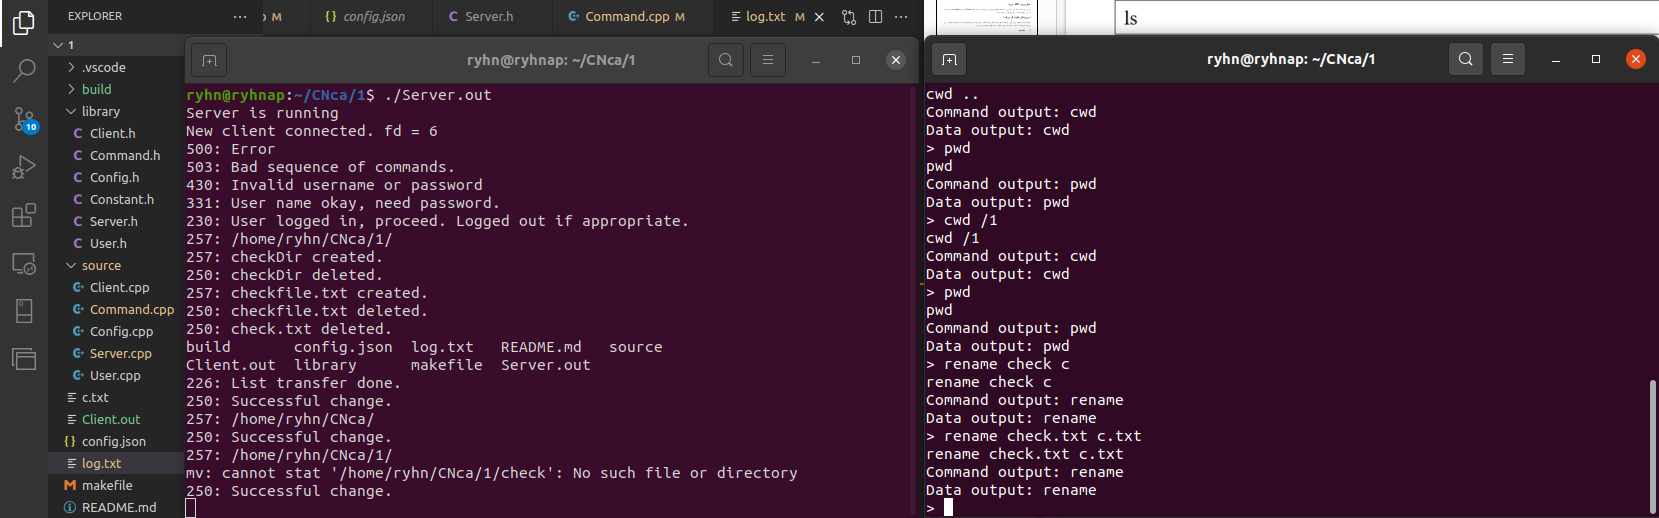 EXPLORER
1
.vscode
build
library
Client.h
Command.h
Config.h
Constant.h
Server.h
User.h
source
Client.cpp
Command.cpp
Config.cpp
Server.cpp
User.cpp
c.txt
Client.out
config.json
log.txt
makefile
README.md
10
M config.json Server.h Command.cpp M log.txt M
ryhn@ryhnap: ~/CNca/1
ryhn@ryhnap:~/CNca/1$ ./Server.out
Server is running
New client connected. fd = 6
500: Error
503: Bad sequence of commands.
430: Invalid username or password
331: User name okay, need password.
230: User logged in, proceed. Logged out if appropriate.
257: /home/ryhn/CNca/1/
257: checkDir created.
250: checkDir deleted.
257: checkfile.txt created.
250: checkfile.txt deleted.
250: check.txt deleted.
build config.json log.txt README.md source
Client.out library makefile Server.out
226: List transfer done.
250: Successful change.
257: /home/ryhn/CNca/
250: Successful change.
257: /home/ryhn/CNca/1/
mv: cannot stat '/home/ryhn/CNca/1/check': No such file or directory
250: Successful change.
ls
ryhn@ryhnap: ~/CNca/1
cwd ..
Command output: cwd
Data output: cwd
> pwd
pwd
Command output: pwd
Data output: pwd
> cwd /1
cwd /1
Command output: cwd
Data output: cwd
> pwd
pwd
Command output: pwd
Data output: pwd
> rename check c
rename check c
Command output: rename
Data output: rename
> rename check.txt c.txt
rename check.txt c.txt
Command output: rename
Data output: rename
>